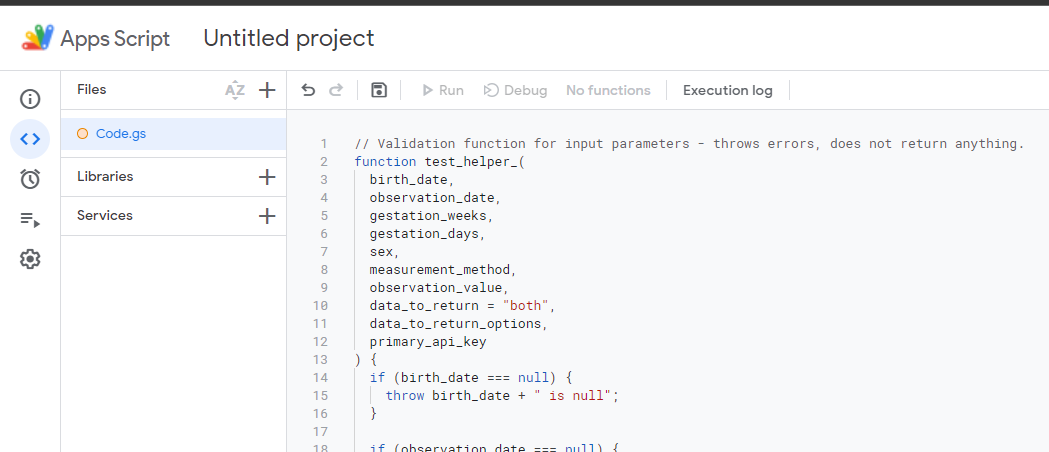 Apps Script Untitled project
Files AZ
Run Debug No functions Execution log
Code.gs
Libraries
Services
1 // Validation function for input parameters - throws errors, does not return anything.
2 function test_helper_(
3 birth_date,
4 observation_date,
5 gestation_weeks,
6 gestation_days,
7 sex,
8 measurement_method,
9 observation_value,
10 data_to_return = "both",
11 data_to_return_options,
12 primary_api_key
13 ) {
14 if (birth_date === null) {
15 throw birth_date + " is null";
16 }
17
18 if (observation_date === null) {